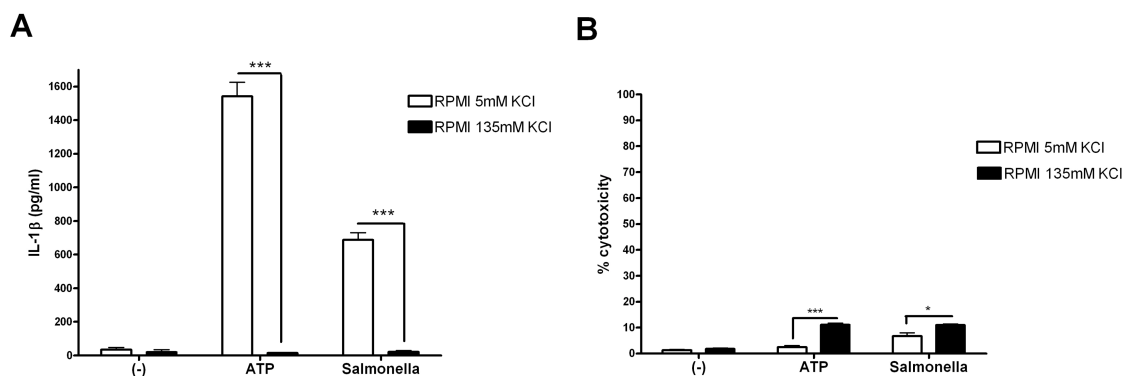 A
***
1600
1400
1200
1000
800
600
400
200
0
IL-1β (pg/ml)
RPMI 5mM KCl
RPMI 135mM KCl
***
(-)
ATP
Salmonella
B
100
90
80
70
60
50
40
30
20
10
0
% cytotoxicity
RPMI 5mM KCl
RPMI 135mM KCl
***
*
(-)
ATP
Salmonella